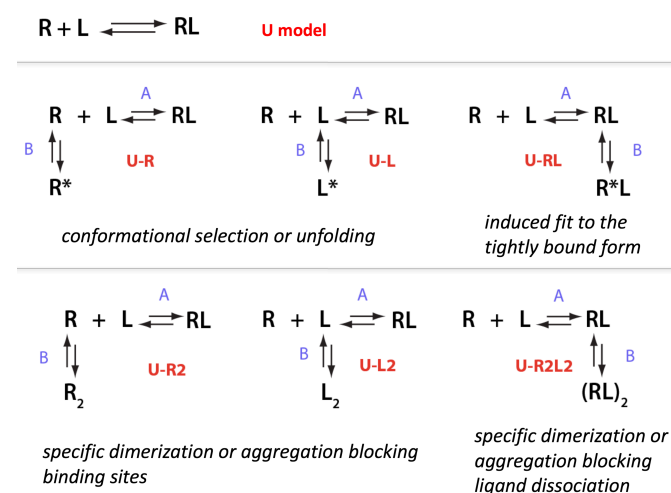 R + L ⇌ RL U model
A A A
R + L ⇌ RL R + L ⇌ RL R + L ⇌ RL
B U-R B U-L U-RL B
R* L* R*L
conformational selection or unfolding
induced fit to the
tightly bound form
A A A
R + L ⇌ RL R + L ⇌ RL R + L ⇌ RL
B U-R2 B U-L2 U-R2L2 B
R₂ L₂ (RL)₂
specific dimerization or aggregation blocking
binding sites
specific dimerization or
aggregation blocking
ligand dissociation